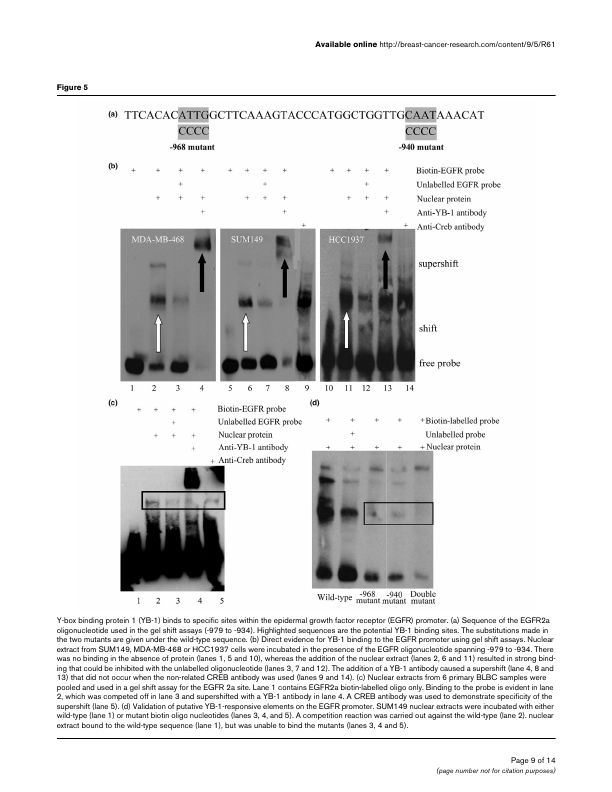 Available online http://breast-cancer-research.com/content/9/5/R61
Figure 5
(a) TTCACACATTGGCTTCAAAGTACCCATGGCTGGTTGCAATAAACAT
CCCC CCCC
-968 mutant -940 mutant
(b)
+ + + + + + + + + + + + Biotin-EGFR probe
+ + + Unlabelled EGFR probe
+ + + + + + + + + Nuclear protein
+ + + Anti-YB-1 antibody
+ + Anti-Creb antibody
MDA-MB-468 SUM149 HCC1937
supershift
shift
free probe
1 2 3 4 5 6 7 8 9 10 11 12 13 14
(c)
+ + + + Biotin-EGFR probe
+ Unlabelled EGFR probe
+ + + Nuclear protein
+ Anti-YB-1 antibody
+ Anti-Creb antibody
1 2 3 4 5
(d)
+ + + + + Biotin-labelled probe
+ Unlabelled probe
+ + + + + Nuclear protein
Wild-type -968 mutant -940 mutant Double mutant
Y-box binding protein 1 (YB-1) binds to specific sites within the epidermal growth factor receptor (EGFR) promoter. (a) Sequence of the EGFR2a
oligonucleotide used in the gel shift assays (-979 to -934). Highlighted sequences are the potential YB-1 binding sites. The substitutions made in
the two mutants are given under the wild-type sequence. (b) Direct evidence for YB-1 binding to the EGFR promoter using gel shift assays. Nuclear
extract from SUM149, MDA-MB-468 or HCC1937 cells were incubated in the presence of the EGFR oligonucleotide spanning -979 to -934. There
was no binding in the absence of protein (lanes 1, 5 and 10), whereas the addition of the nuclear extract (lanes 2, 6 and 11) resulted in strong bind-
ing that could be inhibited with the unlabelled oligonucleotide (lanes 3, 7 and 12). The addition of a YB-1 antibody caused a supershift (lane 4, 8 and
13) that did not occur when the non-related CREB antibody was used (lanes 9 and 14). (c) Nuclear extracts from 6 primary BLBC samples were
pooled and used in a gel shift assay for the EGFR 2a site. Lane 1 contains EGFR2a biotin-labelled oligo only. Binding to the probe is evident in lane
2, which was competed off in lane 3 and supershifted with a YB-1 antibody in lane 4. A CREB antibody was used to demonstrate specificity of the
supershift (lane 5). (d) Validation of putative YB-1-responsive elements on the EGFR promoter. SUM149 nuclear extracts were incubated with either
wild-type (lane 1) or mutant biotin oligo nucleotides (lanes 3, 4, and 5). A competition reaction was carried out against the wild-type (lane 2). nuclear
extract bound to the wild-type sequence (lane 1), but was unable to bind the mutants (lanes 3, 4 and 5).
Page 9 of 14
(page number not for citation purposes)